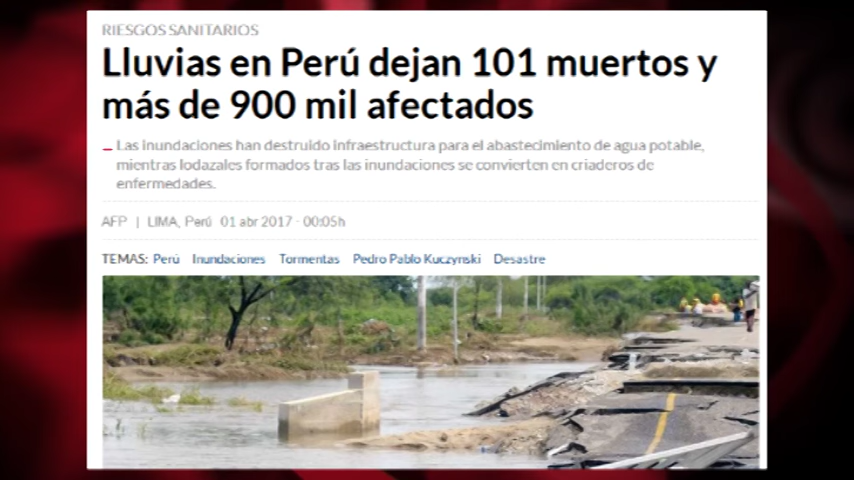 RIESGOS SANITARIOS
Lluvias en Perú dejan 101 muertos y
más de 900 mil afectados
Las inundaciones han destruido infraestructura para el abastecimiento de agua potable,
mientras lodazales formados tras las inundaciones se convierten en criaderos de
enfermedades.
AFP | LIMA, Perú 01 abr 2017 - 00:05h
TEMAS: Perú Inundaciones Tormentas Pedro Pablo Kuczynski Desastre